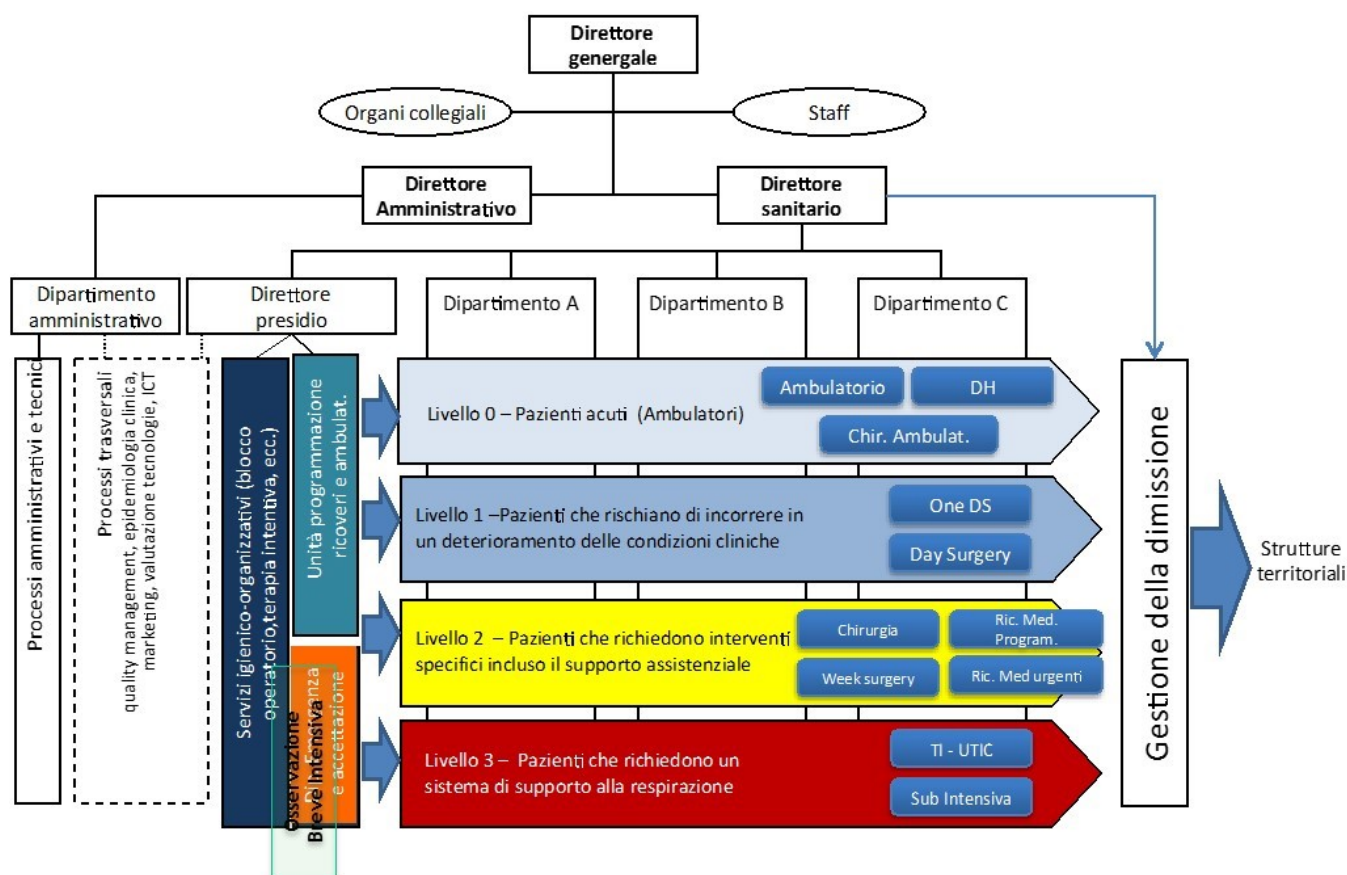 Direttore
genergale
Organi collegiali
Staff
Direttore
Amministrativo
Direttore
sanitario
Dipartimento
amministrativo
Direttore
presidio
Dipartimento A
Dipartimento B
Dipartimento C
Processi amministrativi e tecnici
Processi trasversali
quality management, epidemiologia clinica,
marketing, valutazione tecnologie, ICT
Servizi igienico-organizzativi (blocco
operatorio,terapia intentiva, ecc.)
Unità programmazione
ricoveri e ambulat.
e accettazione
Osservazione
Breve Intensiva
Livello 0 – Pazienti acuti (Ambulatori)
Ambulatorio
DH
Chir. Ambulat.
Livello 1 –Pazienti che rischiano di incorrere in
un deterioramento delle condizioni cliniche
One DS
Day Surgery
Livello 2 – Pazienti che richiedono interventi
specifici incluso il supporto assistenziale
Chirurgia
Ric. Med.
Program.
Week surgery
Ric. Med urgenti
Livello 3 – Pazienti che richiedono un
sistema di supporto alla respirazione
TI - UTIC
Sub Intensiva
Gestione della dimissione
Strutture
territoriali